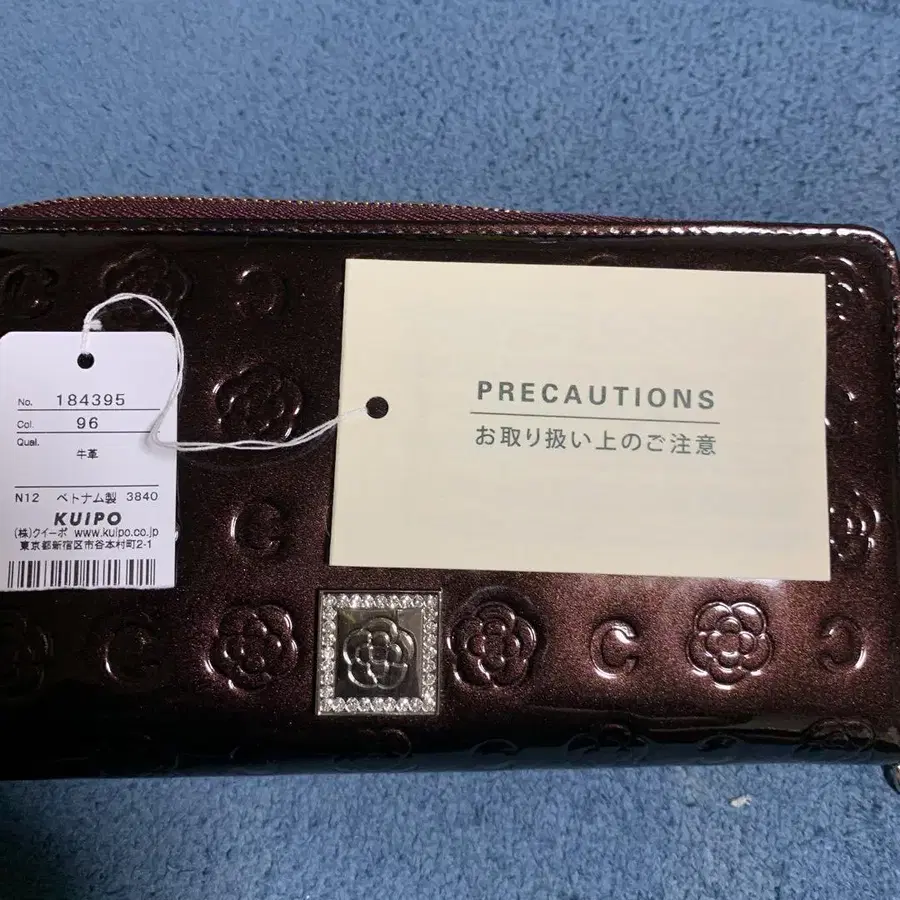 No. 184395
Col. 96
Qual.
牛革
N12 ベトナム製 3840
KUIPO
(株)クイーポ www.kuipo.co.jp
東京都新宿区市谷本村町2-1
PRECAUTIONS
お取り扱い上のご注意
C C
C
C C C
C C